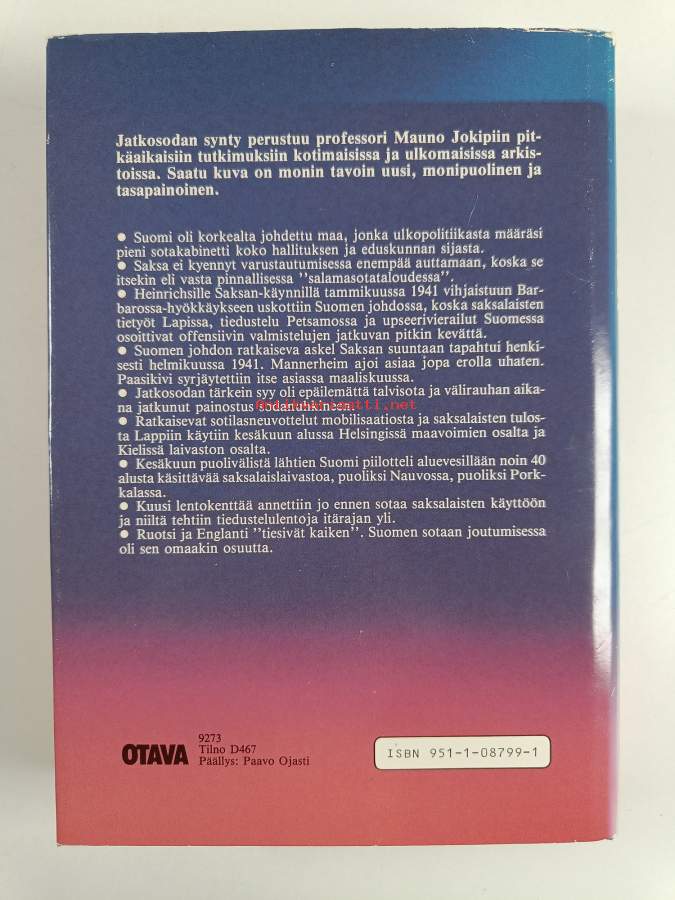 Jatkosodan synty perustuu professori Mauno Jokipiin pit-
käaikaisiin tutkimuksiin kotimaisissa ja ulkomaisissa arkis-
toissa. Saatu kuva on monin tavoin uusi, monipuolinen ja
tasapainoinen.
● Suomi oli korkealta johdettu maa, jonka ulkopolitiikasta määräsi
pieni sotakabinetti koko hallituksen ja eduskunnan sijasta.
● Saksa ei kyennyt varustautumisessa enempää auttamaan, koska se
itsekin eli vasta pinnallisessa "salamasotataloudessa".
● Heinrichsille Saksan-käynnillä tammikuussa 1941 vihjaistuun Bar-
barossa-hyökkäykseen uskottiin Suomen johdossa, koska saksalaisten
tietyöt Lapissa, tiedustelu Petsamossa ja upseerivierailut Suomessa
osoittivat offensiivin valmistelujen jatkuvan pitkin kevättä.
● Suomen johdon ratkaiseva askel Saksan suuntaan tapahtui henki-
sesti helmikuussa 1941. Mannerheim ajoi asiaa jopa erolla uhaten.
Paasikivi syrjäytettiin itse asiassa maaliskuussa.
● Jatkosodan tärkein syy oli epäilemättä talvisota ja välirauhan aika-
na jatkunut painostus sodanuhkineen.
● Ratkaisevat sotilasneuvottelut mobilisaatiosta ja saksalaisten tulos-
ta Lappiin käytiin kesäkuun alussa Helsingissä maavoimien osalta ja
Kielissä laivaston osalta.
● Kesäkuun puolivälistä lähtien Suomi piilotteli aluevesillään noin 40
alusta käsittävää saksalaislaivastoa, puoliksi Nauvossa, puoliksi Pork-
kalassa.
● Kuusi lentokenttää annettiin jo ennen sotaa saksalaisten käyttöön
ja niiltä tehtiin tiedustelulentoja itärajan yli.
● Ruotsi ja Englanti "tiesivät kaiken". Suomen sotaan joutumisessa
oli sen omaakin osuutta.
OTAVA
9273
Tilno D467
Päällys: Paavo Ojasti
ISBN 951-1-08799-1